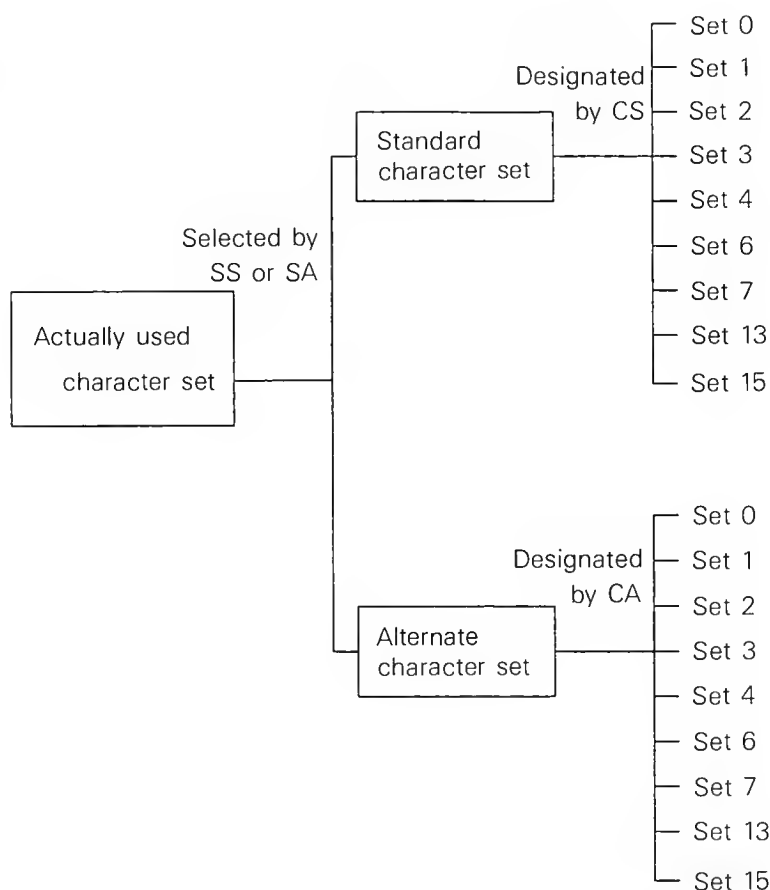 Set 0
Set 1
Designated
by CS
Set 2
Standard
character set
Set 3
Set 4
Selected by
SS or SA
Set 6
Set 7
Actually used
character set
Set 13
Set 15
Set 0
Designated
by CA
Set 1
Set 2
Alternate
character set
Set 3
Set 4
Set 6
Set 7
Set 13
Set 15